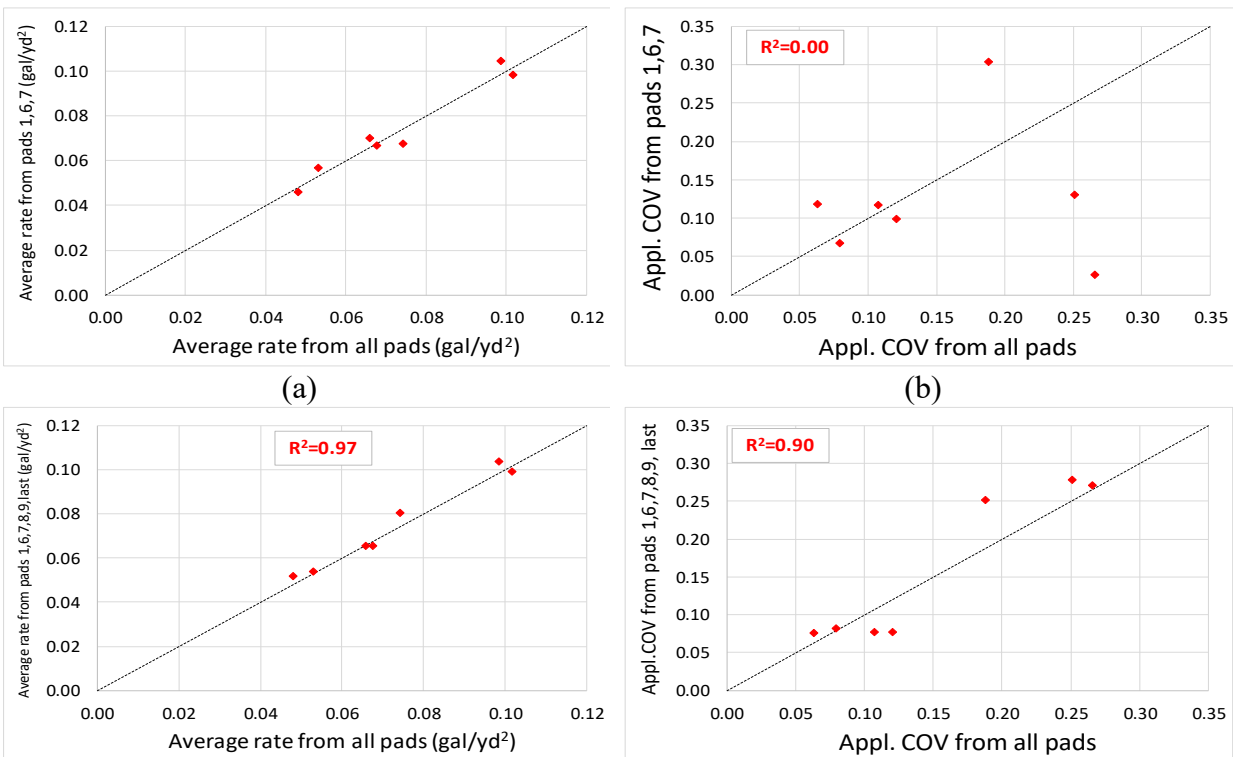 Average rate from pads 1,6,7 (gal/yd²)
0.12
0.10
0.08
0.06
0.04
0.02
0.00
0.00 0.02 0.04 0.06 0.08 0.10 0.12
Average rate from all pads (gal/yd²)
(a)
Appl. COV from pads 1,6,7
R²=0.00
0.35
0.30
0.25
0.20
0.15
0.10
0.05
0.00
0.00 0.05 0.10 0.15 0.20 0.25 0.30 0.35
Appl. COV from all pads
(b)
Average rate from pads 1,6,7,8,9,last (gal/yd²)
R²=0.97
0.12
0.10
0.08
0.06
0.04
0.02
0.00
0.00 0.02 0.04 0.06 0.08 0.10 0.12
Average rate from all pads (gal/yd²)
Appl.COV from pads 1,6,7,8,9, last
R²=0.90
0.35
0.30
0.25
0.20
0.15
0.10
0.05
0.00
0.00 0.05 0.10 0.15 0.20 0.25 0.30 0.35
Appl. COV from all pads